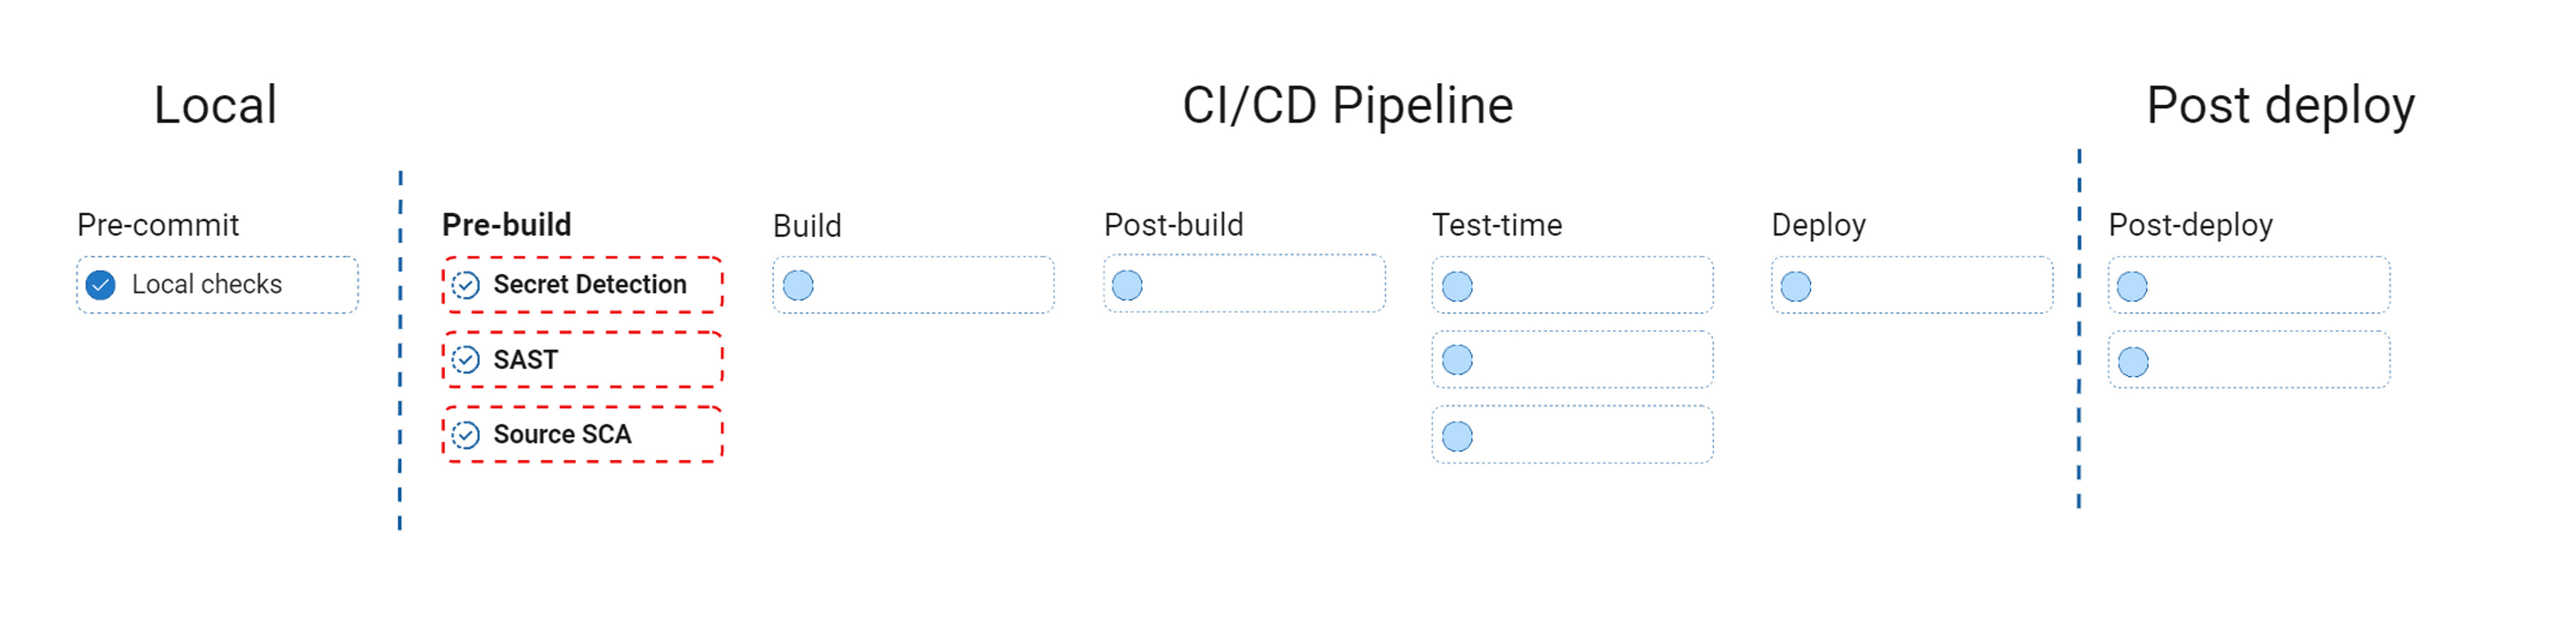 Local
CI/CD Pipeline
Post deploy
Pre-commit
Local checks
Pre-build
Secret Detection
SAST
Source SCA
Build
Post-build
Test-time
Deploy
Post-deploy